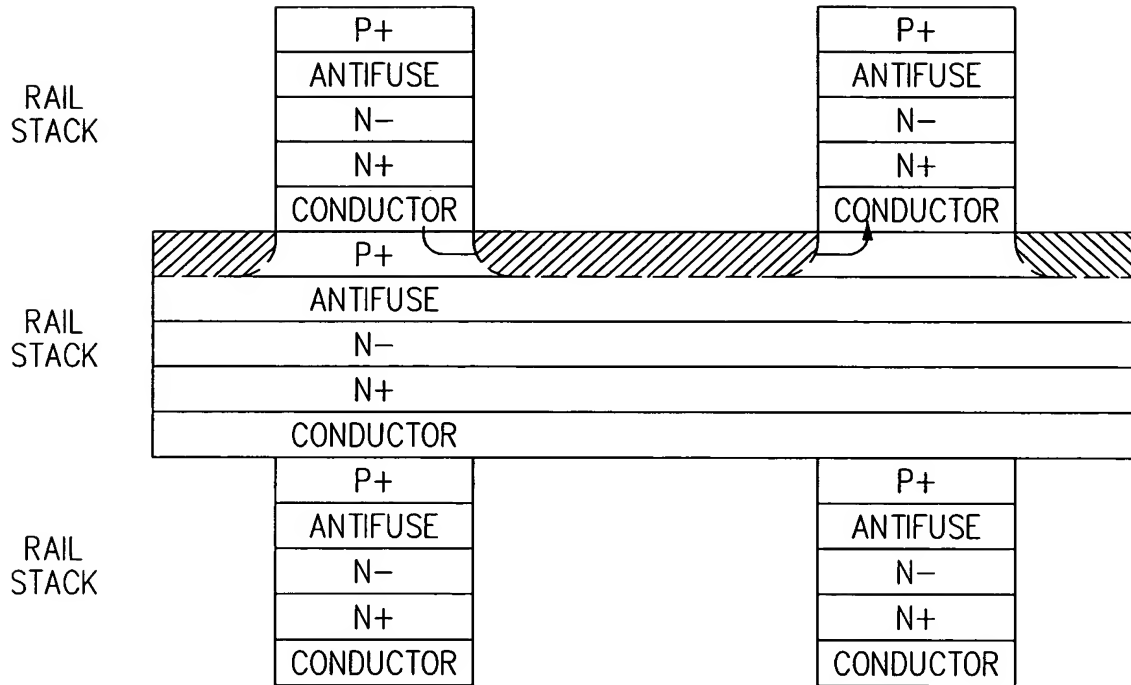 P+
P+
ANTIFUSE
ANTIFUSE
RAIL
STACK
N−
N−
N+
N+
CONDUCTOR
CONDUCTOR
P+
ANTIFUSE
RAIL
STACK
N−
N+
CONDUCTOR
P+
P+
ANTIFUSE
ANTIFUSE
RAIL
STACK
N−
N−
N+
N+
CONDUCTOR
CONDUCTOR